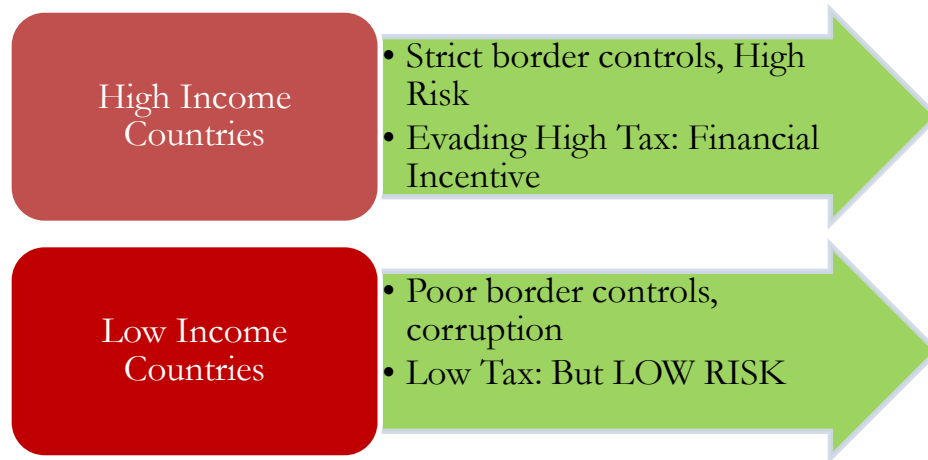 High Income
Countries
• Strict border controls, High
Risk
• Evading High Tax: Financial
Incentive
Low Income
Countries
• Poor border controls,
corruption
• Low Tax: But LOW RISK